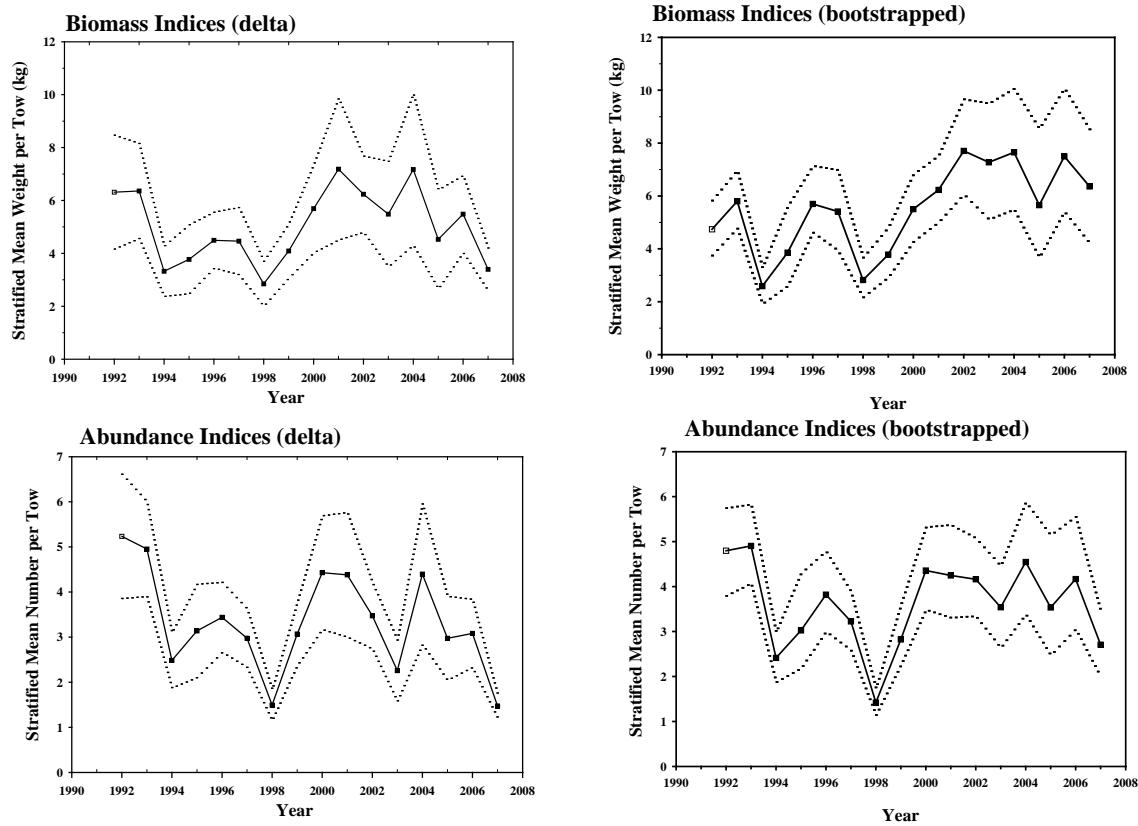 Biomass Indices (delta)
12
10
8
6
4
2
0
Stratified Mean Weight per Tow (kg)
1990 1992 1994 1996 1998 2000 2002 2004 2006 2008
Year
Biomass Indices (bootstrapped)
12
10
8
6
4
2
0
Stratified Mean Weight per Tow (kg)
1990 1992 1994 1996 1998 2000 2002 2004 2006 2008
Year
Abundance Indices (delta)
7
6
5
4
3
2
1
0
Stratified Mean Number per Tow
1990 1992 1994 1996 1998 2000 2002 2004 2006 2008
Year
Abundance Indices (bootstrapped)
7
6
5
4
3
2
1
0
Stratified Mean Number per Tow
1990 1992 1994 1996 1998 2000 2002 2004 2006 2008
Year